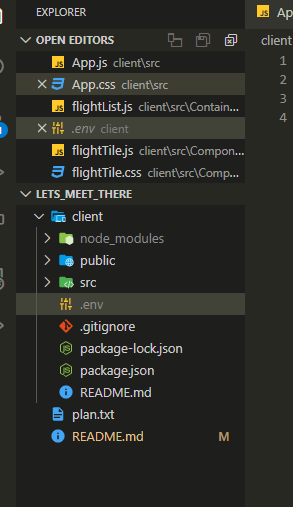 EXPLORER
OPEN EDITORS
JS App.js client\src
App.css client\src
JS flightList.js client\src\Contain...
.env client
JS flightTile.js client\src\Compon...
flightTile.css client\src\Comp...
LETS_MEET_THERE
client
node_modules
public
src
.env
.gitignore
package-lock.json
package.json
README.md
plan.txt
README.md M
JS App
client
1
2
3
4